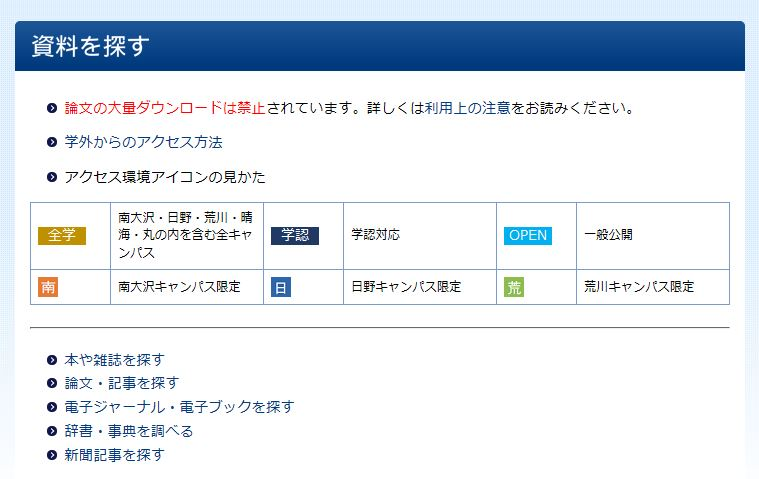 資料を探す
論文の大量ダウンロードは禁止されています。詳しくは利用上の注意をお読みください。
学外からのアクセス方法
アクセス環境アイコンの見かた
全学
南大沢・日野・荒川・晴
海・丸の内を含む全キャ
ンパス
学認
学認対応
OPEN
一般公開
南
南大沢キャンパス限定
日
日野キャンパス限定
荒
荒川キャンパス限定
本や雑誌を探す
論文・記事を探す
電子ジャーナル・電子ブックを探す
辞書・事典を調べる
新聞記事を探す